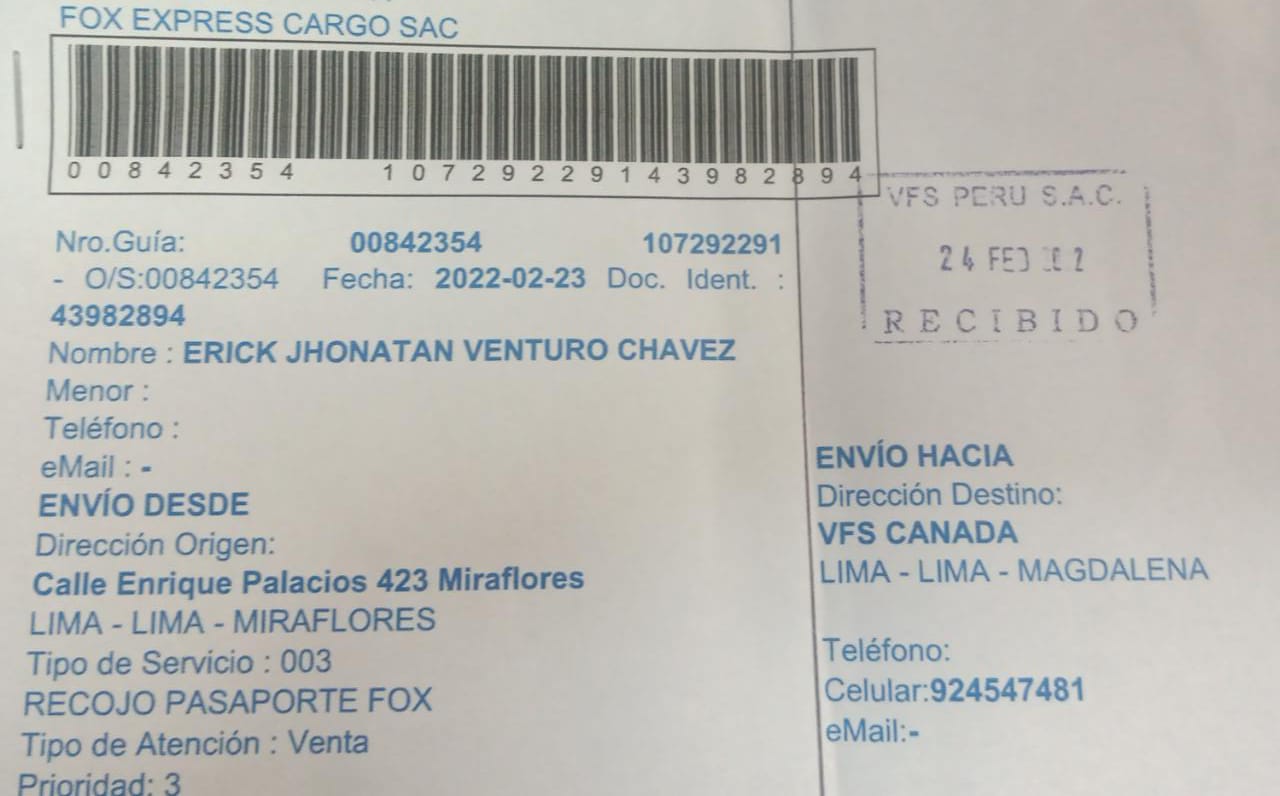 FOX EXPRESS CARGO SAC
00842354 10729229143982894
Nro.Guía: 00842354 107292291
- O/S:00842354 Fecha: 2022-02-23 Doc. Ident. :
43982894
Nombre : ERICK JHONATAN VENTURO CHAVEZ
Menor :
Teléfono :
eMail : -
ENVÍO DESDE
Dirección Origen:
Calle Enrique Palacios 423 Miraflores
LIMA - LIMA - MIRAFLORES
Tipo de Servicio : 003
RECOJO PASAPORTE FOX
Tipo de Atención : Venta
Prioridad: 3
VFS PERU S.A.C.
24
RECIBIDO
ENVÍO HACIA
Dirección Destino:
VFS CANADA
LIMA - LIMA - MAGDALENA
Teléfono:
Celular:924547481
eMail:-